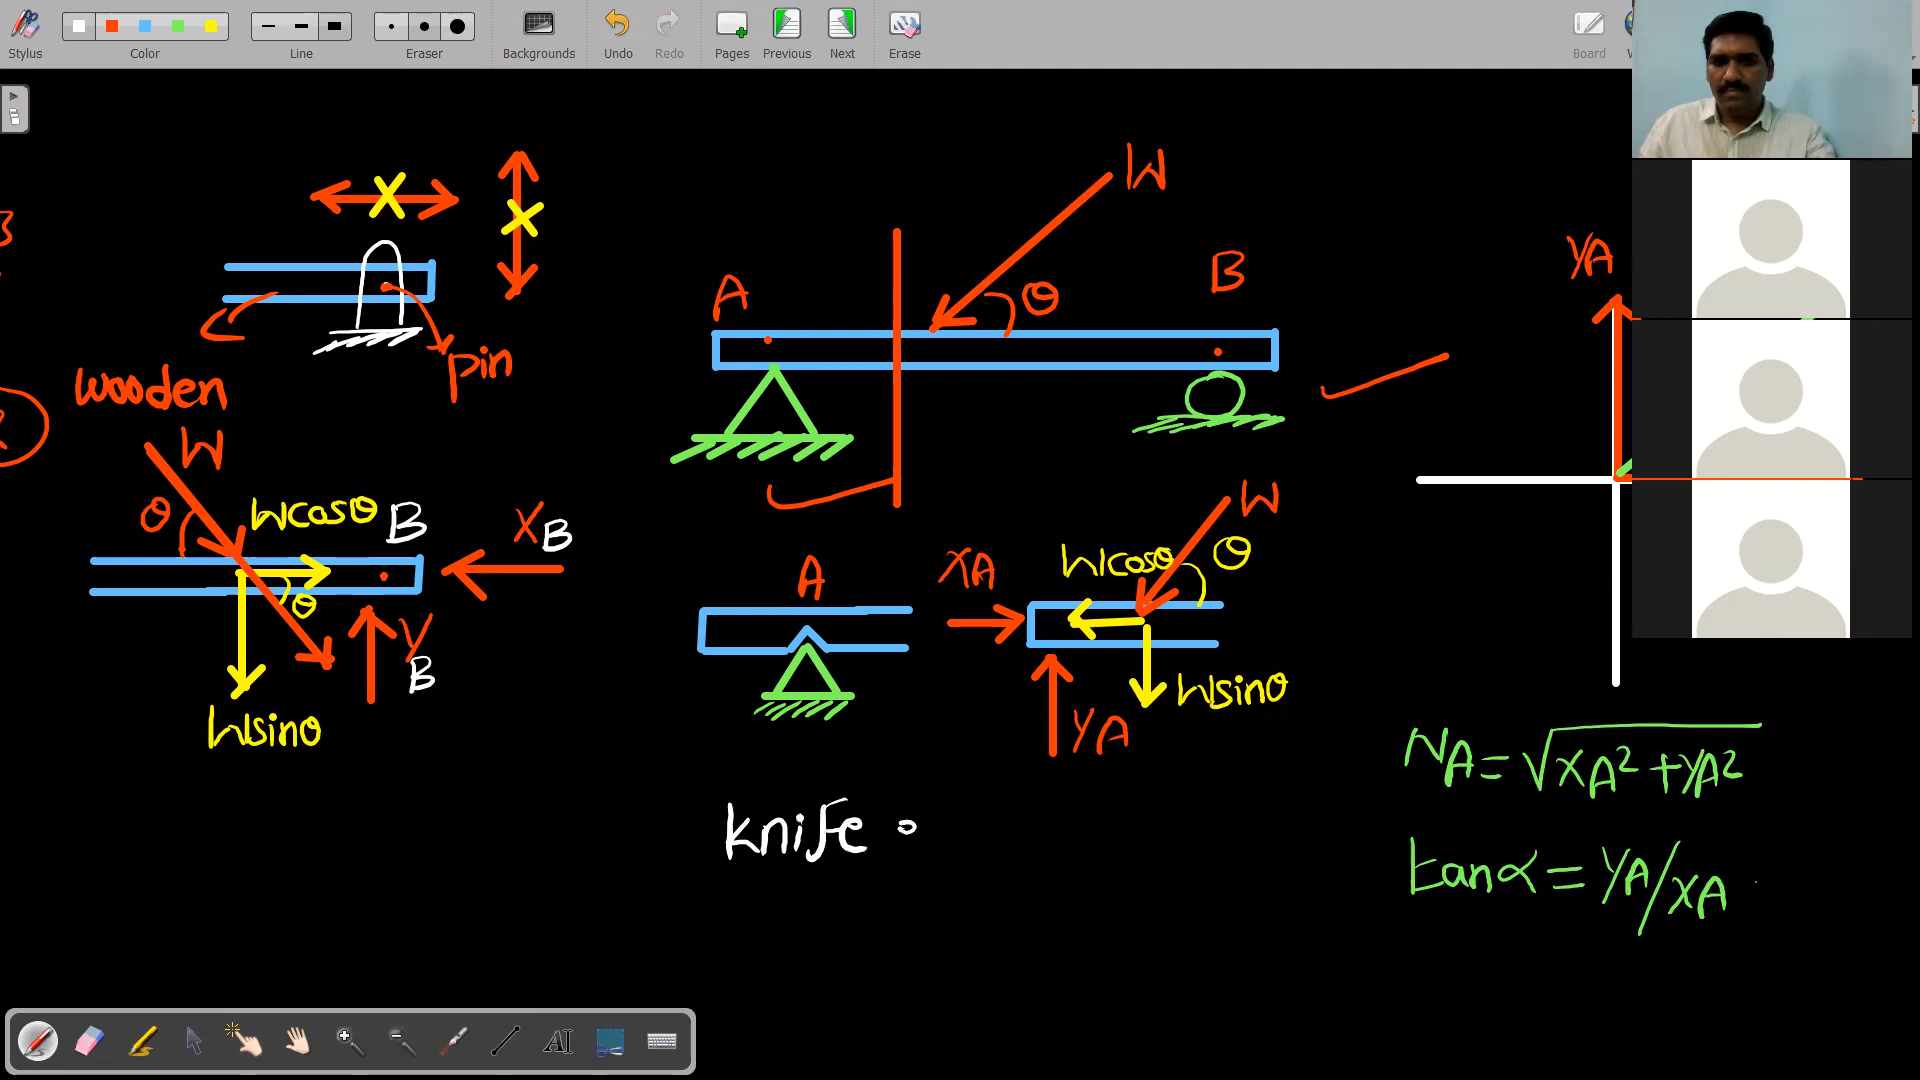 Stylus
Color
Line
Eraser
Backgrounds
Undo
Redo
Pages
Previous
Next
Erase
Board
pin
wooden
W
θ
Wcosθ
B
XB
θ
YB
Wsinθ
W
θ
A
B
A
XA
Wcosθ
W
θ
Wsinθ
YA
knife
YA
NA = √XA² + YA²
tanα = YA/XA
AI